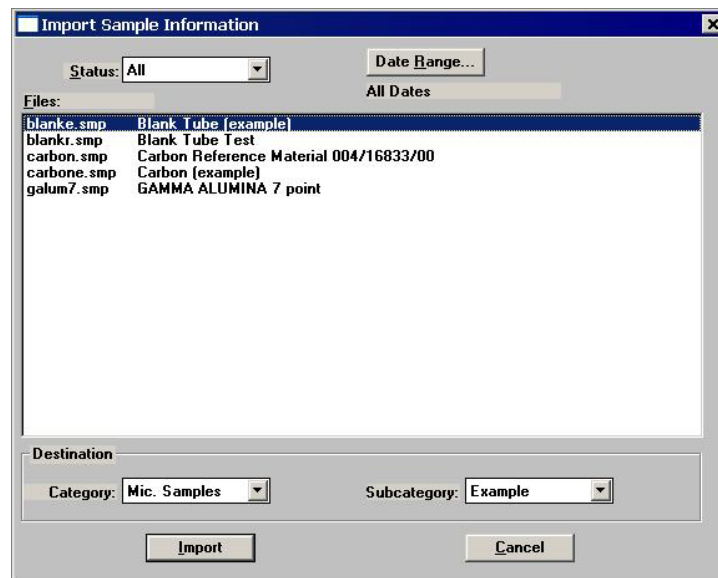 Import Sample Information
Status: All
Date Range...
All Dates
Files:
blanke.smp Blank Tube (example)
blankr.smp Blank Tube Test
carbon.smp Carbon Reference Material 004/16833/00
carbone.smp Carbon (example)
galum7.smp GAMMA ALUMINA 7 point
Destination
Category: Mic. Samples
Subcategory: Example
Import
Cancel